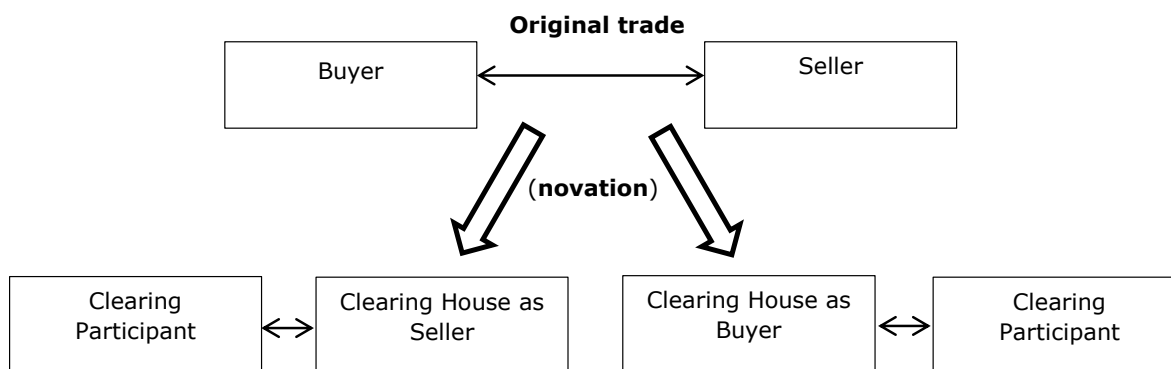 Original trade
Buyer
Seller
(novation)
Clearing
Participant
Clearing House as
Seller
Clearing House as
Buyer
Clearing
Participant